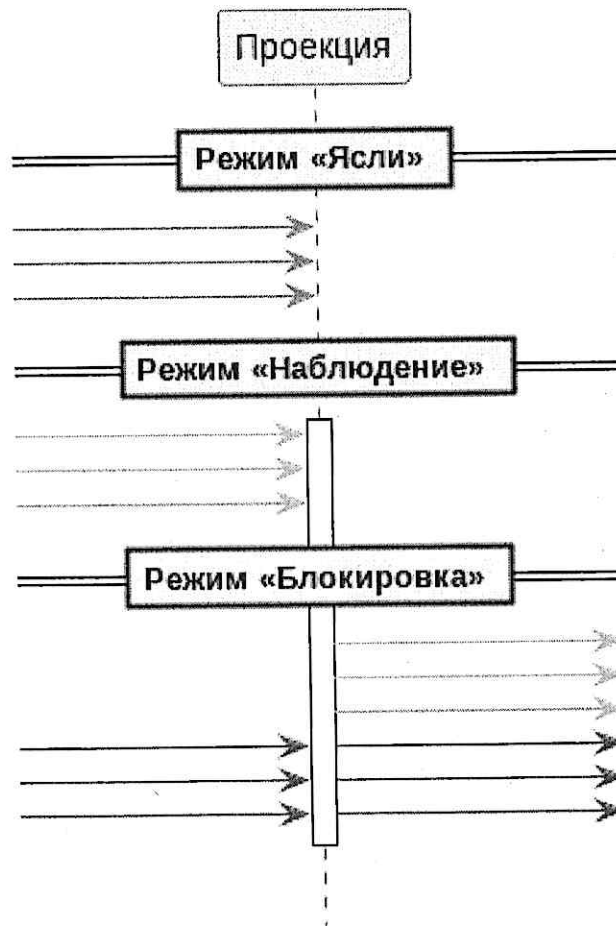 Проекция
Режим «Ясли»
Режим «Наблюдение»
Режим «Блокировка»